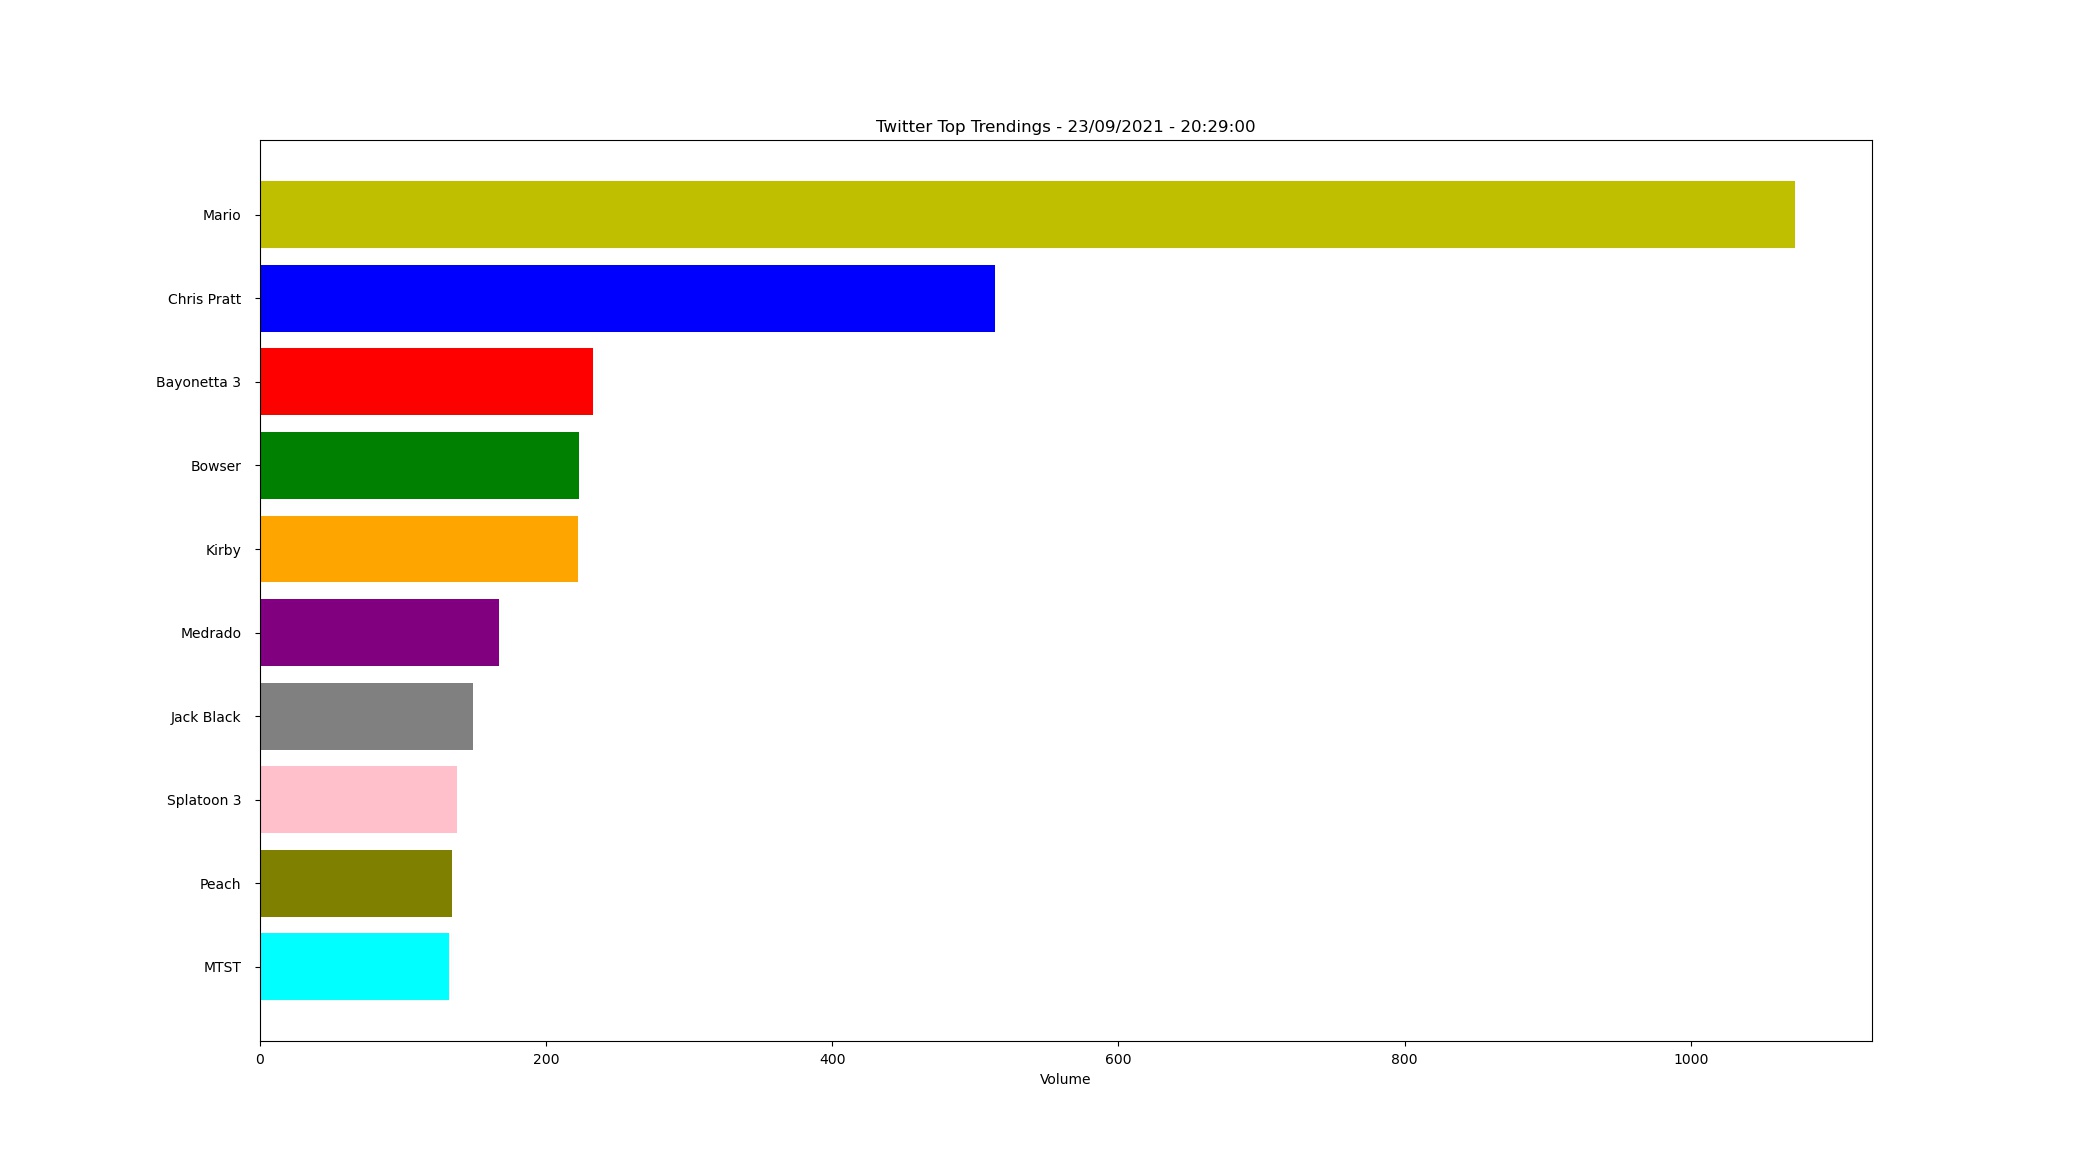 Twitter Top Trendings - 23/09/2021 - 20:29:00
Mario
Chris Pratt
Bayonetta 3
Bowser
Kirby
Medrado
Jack Black
Splatoon 3
Peach
MTST
0 200 400 600 800 1000
Volume